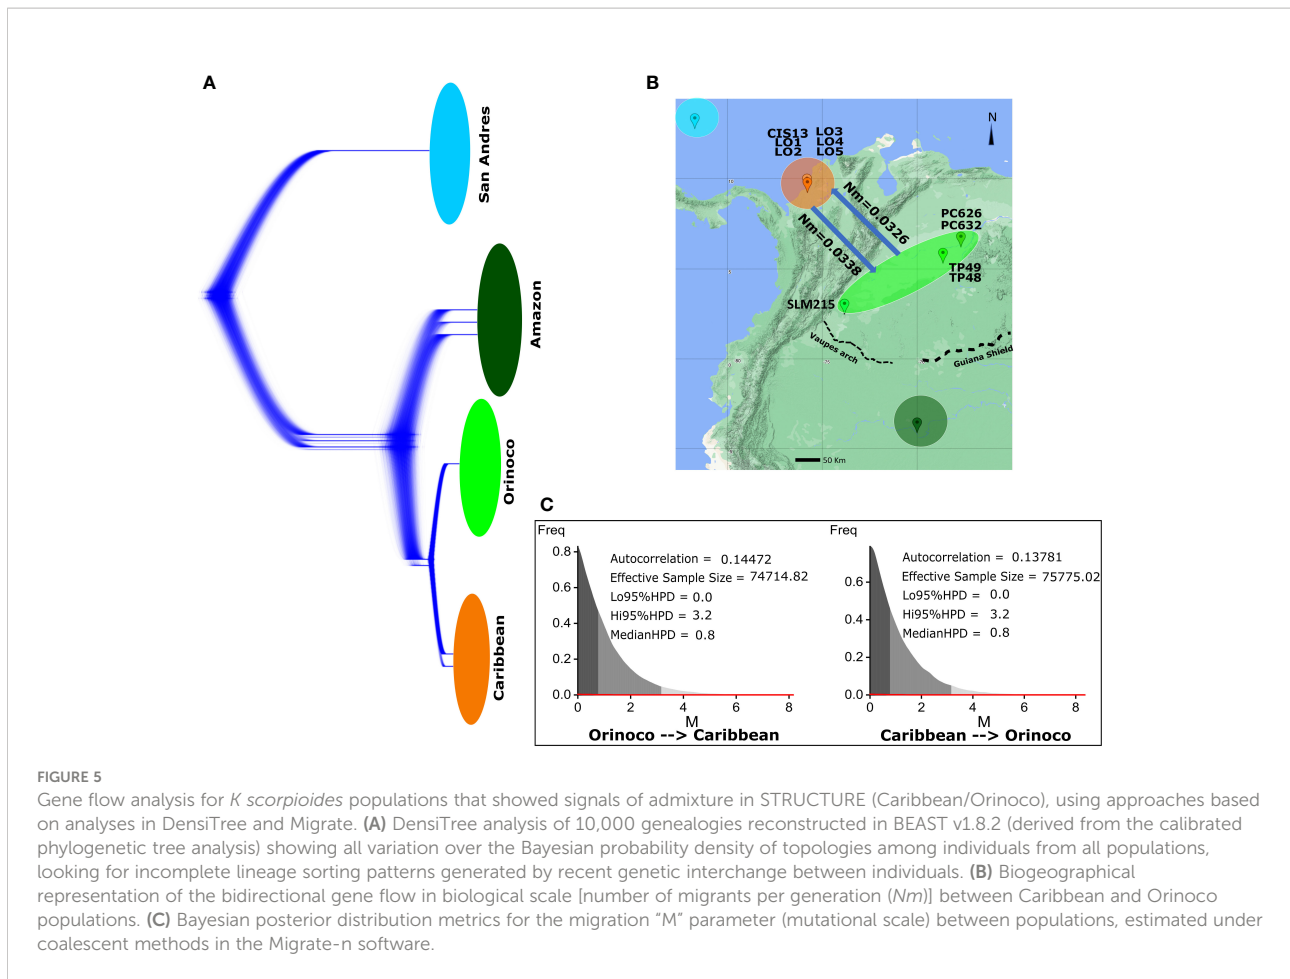 A
San Andres
Amazon
Orinoco
Caribbean
B
N
CIS13 LO3
LO1 LO4
LO2 LO5
Nm=0.0326
Nm=0.0338
PC626
PC632
TP49
TP48
SLM215
Vaupes arch
Guiana Shield
50 Km
C
Freq
0.8
0.6
0.4
0.2
0.0
Autocorrelation = 0.14472
Effective Sample Size = 74714.82
Lo95%HPD = 0.0
Hi95%HPD = 3.2
MedianHPD = 0.8
0 2 4 6 8
M
Orinoco --> Caribbean
Freq
0.6
0.4
0.2
0.0
Autocorrelation = 0.13781
Effective Sample Size = 75775.02
Lo95%HPD = 0.0
Hi95%HPD = 3.2
MedianHPD = 0.8
0 2 4 6 8
M
Caribbean --> Orinoco
FIGURE 5
Gene flow analysis for K scorpioides populations that showed signals of admixture in STRUCTURE (Caribbean/Orinoco), using approaches based
on analyses in DensiTree and Migrate. (A) DensiTree analysis of 10,000 genealogies reconstructed in BEAST v1.8.2 (derived from the calibrated
phylogenetic tree analysis) showing all variation over the Bayesian probability density of topologies among individuals from all populations,
looking for incomplete lineage sorting patterns generated by recent genetic interchange between individuals. (B) Biogeographical
representation of the bidirectional gene flow in biological scale [number of migrants per generation (Nm)] between Caribbean and Orinoco
populations. (C) Bayesian posterior distribution metrics for the migration “M” parameter (mutational scale) between populations, estimated under
coalescent methods in the Migrate-n software.